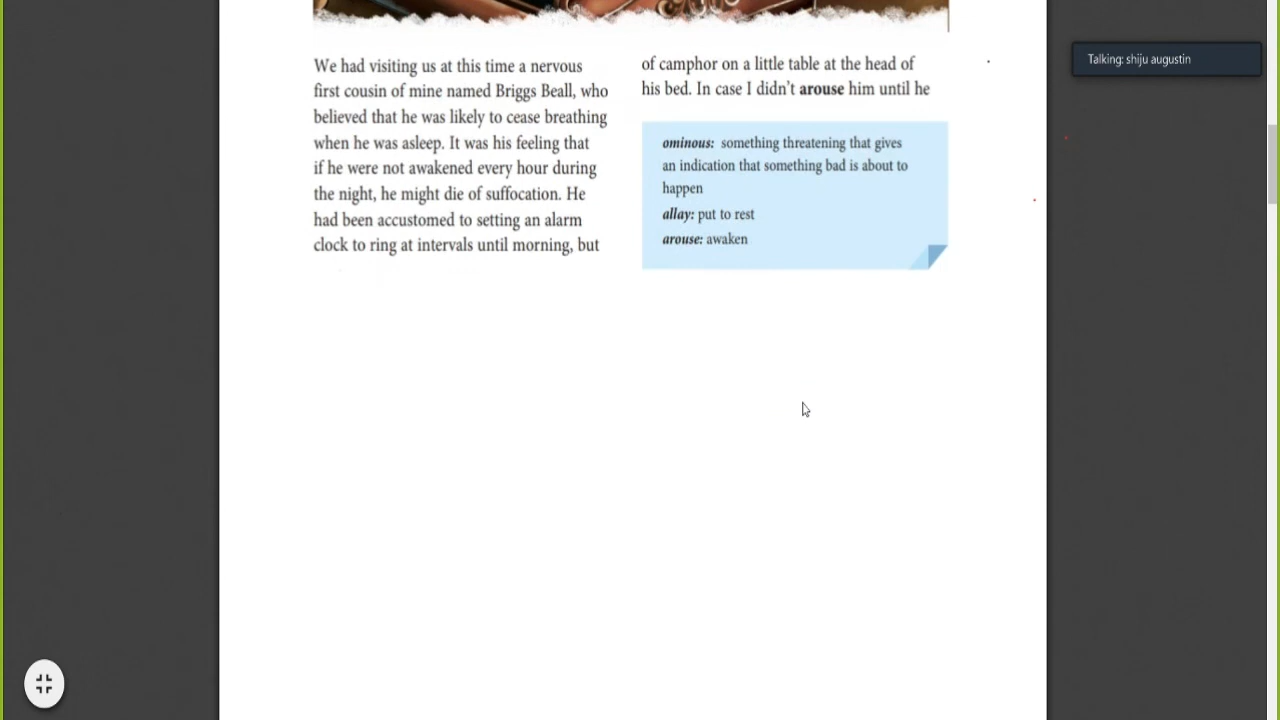 We had visiting us at this time a nervous
first cousin of mine named Briggs Beall, who
believed that he was likely to cease breathing
when he was asleep. It was his feeling that
if he were not awakened every hour during
the night, he might die of suffocation. He
had been accustomed to setting an alarm
clock to ring at intervals until morning, but
of camphor on a little table at the head of
his bed. In case I didn't arouse him until he
ominous: something threatening that gives
an indication that something bad is about to
happen
allay: put to rest
arouse: awaken
Talking: shiju augustin